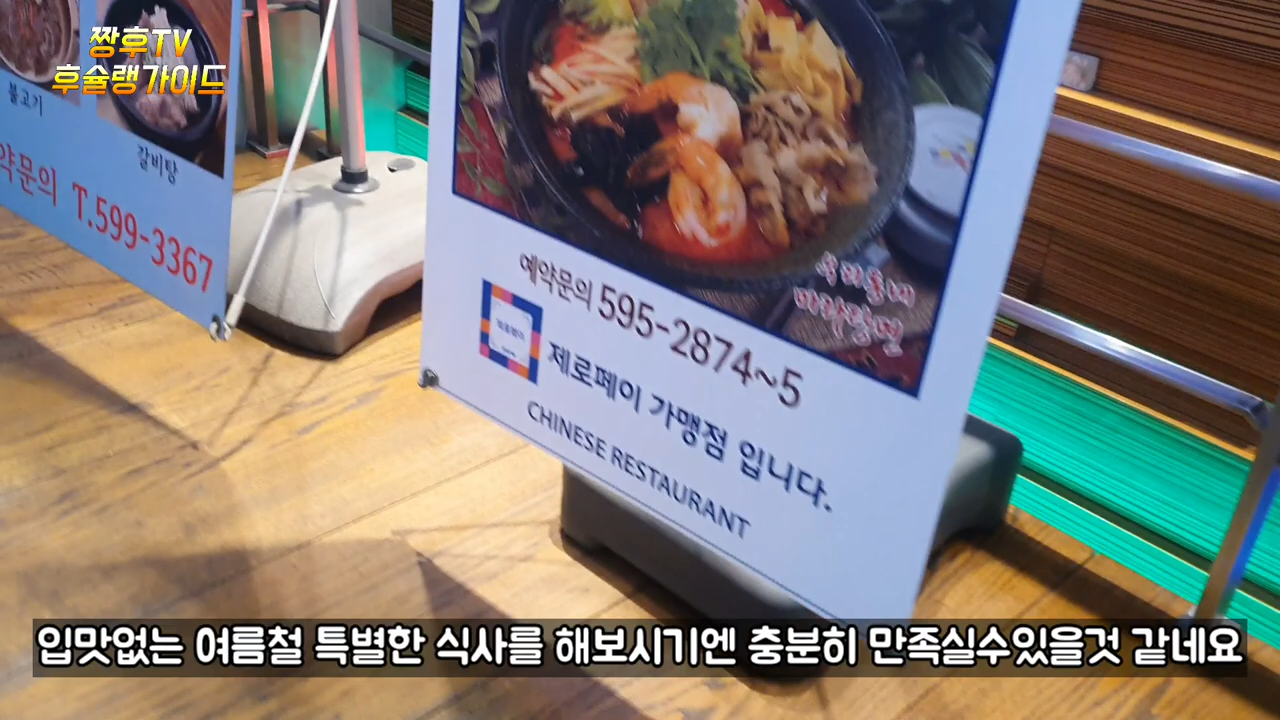 짱후TV
후슐랭가이드
불고기
갈비탕
약문의 T.599-3367
예약문의 595-2874~5
제로페이 가맹점 입니다.
CHINESE RESTAURANT
입맛없는 여름철 특별한 식사를 해보시기엔 충분히 만족실수있을것 같네요